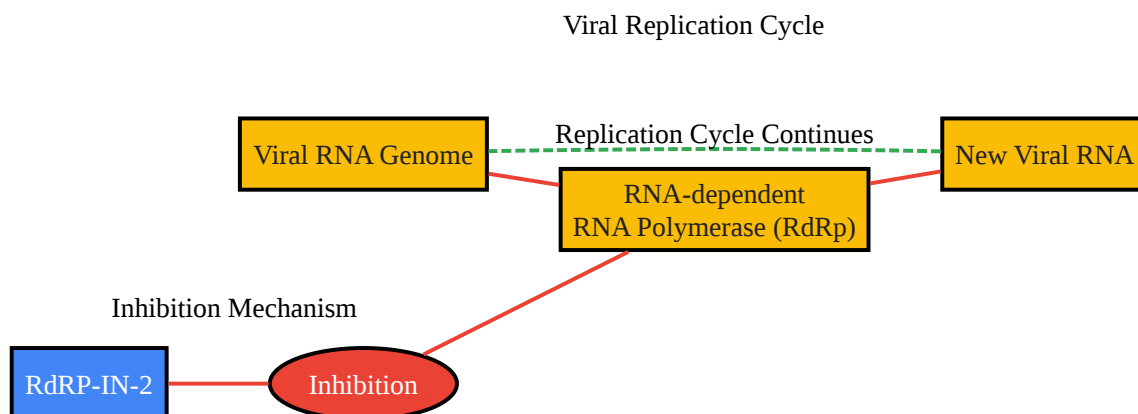 Viral Replication Cycle
Replication Cycle Continues
Viral RNA Genome
New Viral RNA
RNA-dependent
RNA Polymerase (RdRp)
Inhibition Mechanism
RdRP-IN-2
Inhibition